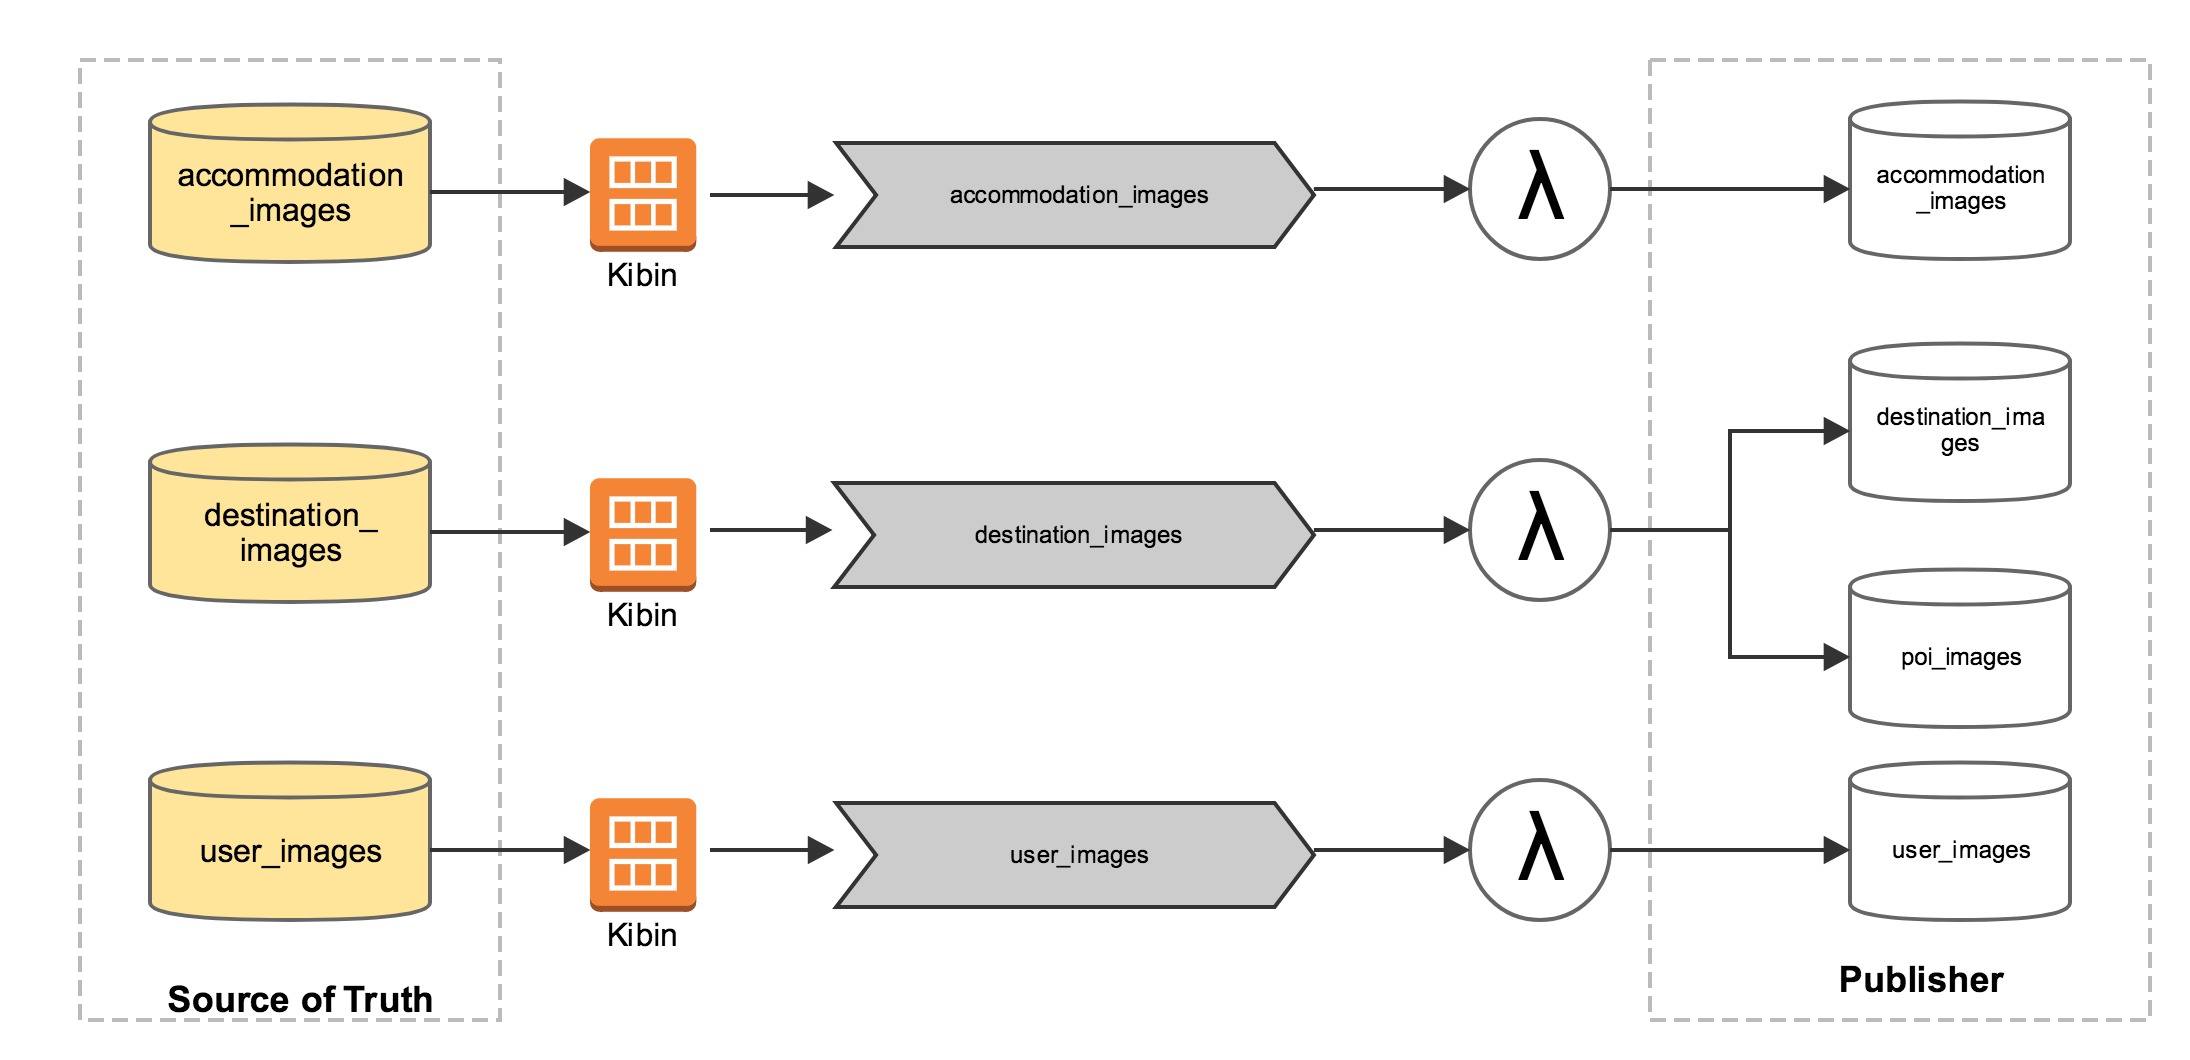 accommodation
_images
Kibin
accommodation_images
λ
accommodation
_images
destination_
images
Kibin
destination_images
λ
destination_ima
ges
poi_images
user_images
Kibin
user_images
λ
user_images
Source of Truth
Publisher